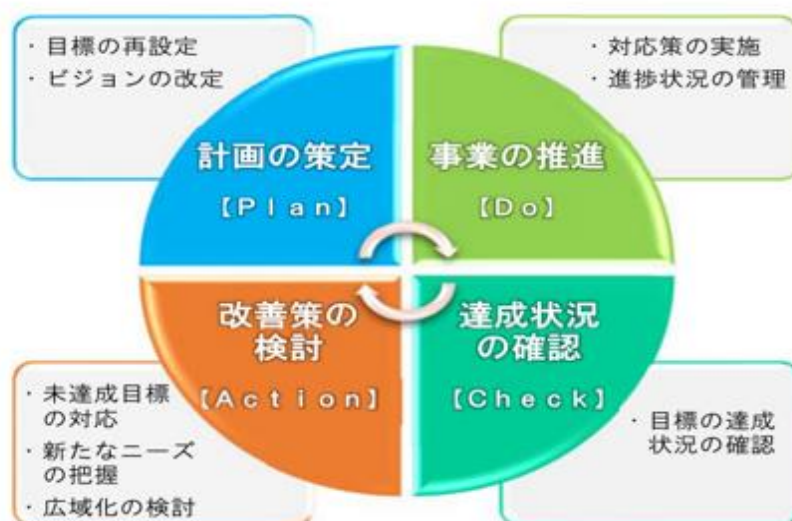 ・目標の再設定
・ビジョンの改定
・対応策の実施
・進捗状況の管理
計画の策定
【Plan】
事業の推進
【Do】
改善策の
検討
【Action】
達成状況
の確認
【Check】
・未達成目標
の対応
・新たなニーズ
の把握
・広域化の検討
・目標の達成
状況の確認